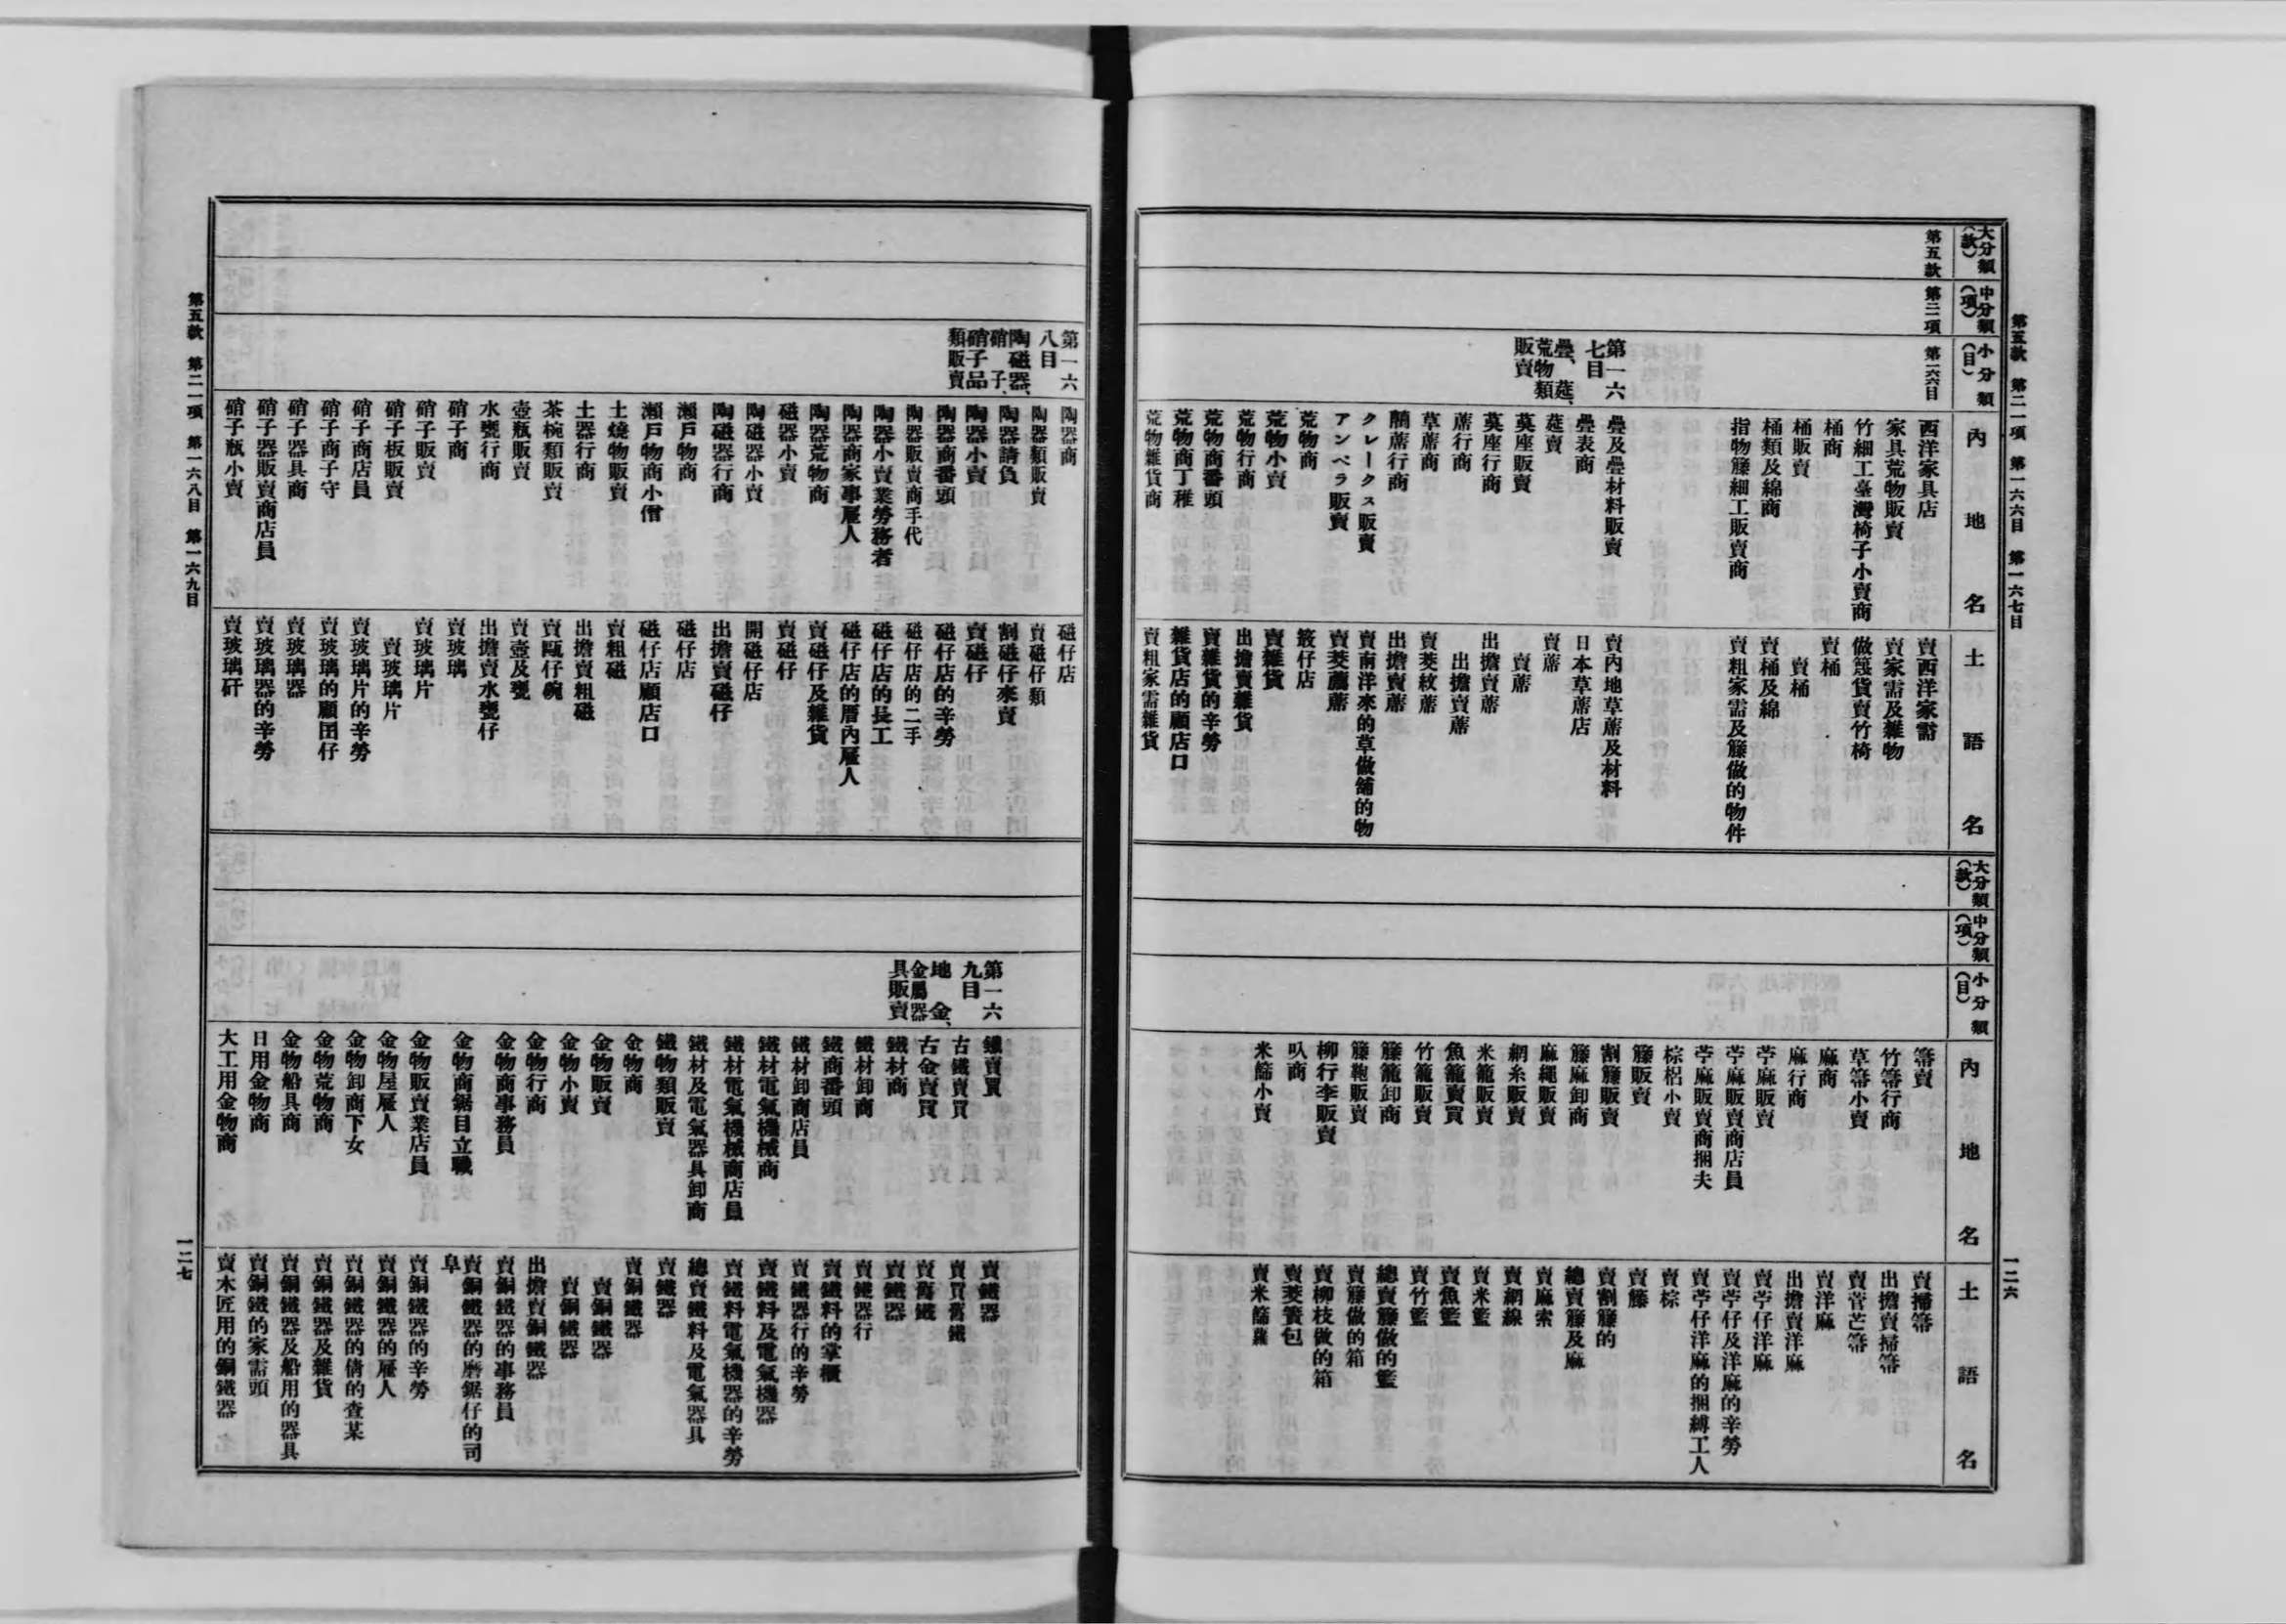 第五款 第二一項 第一六六目 第一六七目
一二六
大分類(款)
中分類(項)
小分類(目)
內地名
土語名
第五款
第二一項
第一六六目
西洋家具店
家具荒物販賣
竹細工臺灣椅子小賣商
桶商
桶販賣
桶類及綿商
指物籐細工販賣商
賣西洋家需
賣家需及雜物
做籐貨賣竹椅
賣桶
賣桶
賣桶及綿
賣粗家需及籐做的物件
第一六七目
疊、莚、荒物類販賣
疊及疊材料販賣
疊表商
莚賣
茣座販賣
茣座行商
蓆行商
草蓆商
藺蓆行商
クレークス販賣
アンペラ販賣
荒物商
荒物小賣
荒物行商
荒物商番頭
荒物商丁稚
荒物雜貨商
賣內地草蓆及材料
日本草蓆店
賣蓆
賣蓆
出擔賣蓆
出擔賣蓆
賣菱紋蓆
出擔賣蓆
賣南洋來的草做舖的物
賣茭薦蓆
笯仔店
賣雜貨
出擔賣雜貨
賣雜貨的辛勞
雜貨店的顧店口
賣粗家需雜貨
大分類(款)
中分類(項)
小分類(目)
內地名
土語名
箒賣
竹箒行商
草箒小賣
麻商
麻行商
苧麻販賣
苧麻販賣商店員
苧麻販賣商捆夫
棕梠小賣
籐販賣
割籐販賣
籐麻卸商
麻繩販賣
網糸販賣
米籠販賣
魚籠賣買
竹籠販賣
籐籠卸商
籐鞄販賣
柳行李販賣
叺商
米篩小賣
賣掃箒
出擔賣掃箒
賣菅芒箒
賣洋麻
出擔賣洋麻
賣苧仔洋麻
賣苧仔及洋麻的辛勞
賣苧仔洋麻的捆縛工人
賣棕
賣籐
賣割籐的
總賣籐及麻
賣麻索
賣網線
賣米籃
賣魚籃
賣竹籃
總賣籐做的籃
賣籐做的箱
賣柳枝做的箱
賣茭簣包
賣米篩籮
第一六八目
陶磁器、硝子、硝子品類販賣
陶器商
陶器類販賣
陶器請負
陶器小賣
陶器商番頭
陶器販賣商手代
陶器小賣業勞務者
陶器商家事雇人
陶器荒物商
磁器小賣
陶磁器小賣
陶磁器行商
瀨戶物商
瀨戶物商小僧
土燒物販賣
土器行商
茶椀類販賣
壺瓶販賣
水甕行商
硝子商
硝子販賣
硝子板販賣
硝子商店員
硝子商子守
硝子器具商
硝子器販賣商店員
硝子瓶小賣
磁仔店
賣磁仔類
割磁仔來賣
賣磁仔
磁仔店的辛勞
磁仔店的二手
磁仔店的長工
磁仔店的厝內雇人
賣磁仔及雜貨
賣磁仔
開磁仔店
出擔賣磁仔
磁仔店
磁仔店顧店口
賣粗磁
出擔賣粗磁
賣甌仔碗
賣壺及甕
出擔賣水甕仔
賣玻璃
賣玻璃片
賣玻璃片
賣玻璃片的辛勞
賣玻璃的顧囝仔
賣玻璃器
賣玻璃器的辛勞
賣玻璃矸
第一六九目
地金、金屬器具販賣
鐵賣買
古鐵賣買
古金賣買
鐵材商
鐵材卸商
鐵商番頭
鐵材卸商店員
鐵材電氣機械商
鐵材電氣機械商店員
鐵材及電氣器具卸商
鐵物類販賣
金物商
金物販賣
金物小賣
金物行商
金物商事務員
金物商鋸目立職
金物販賣業店員
金物屋雇人
金物卸商下女
金物荒物商
金物船具商
日用金物商
大工用金物商
賣鐵器
賣買舊鐵
賣舊鐵
賣鐵器
賣鐵器行
賣鐵料的掌櫃
賣鐵器行的辛勞
賣鐵料及電氣機器
賣鐵料電氣機器的辛勞
總賣鐵料及電氣器具
賣鐵器
賣銅鐵器
賣銅鐵器
賣銅鐵器
出擔賣銅鐵器
賣銅鐵器的事務員
賣銅鐵器的磨鋸仔的司阜
賣銅鐵器的辛勞
賣銅鐵器的雇人
賣銅鐵器的倩的查某
賣銅鐵器及雜貨
賣銅鐵器及船用的器具
賣銅鐵的家需頭
賣木匠用的銅鐵器
第五款 第二一項 第一六八目 第一六九目
一二七